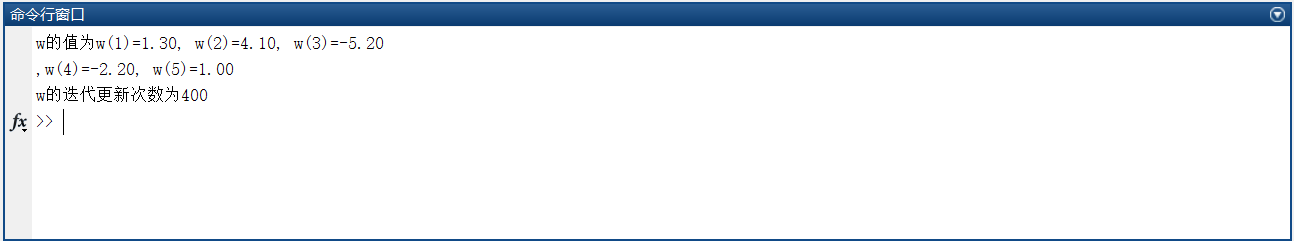 命令行窗口
w的值为w(1)=1.30, w(2)=4.10, w(3)=-5.20
,w(4)=-2.20, w(5)=1.00
w的迭代更新次数为400
fx >>